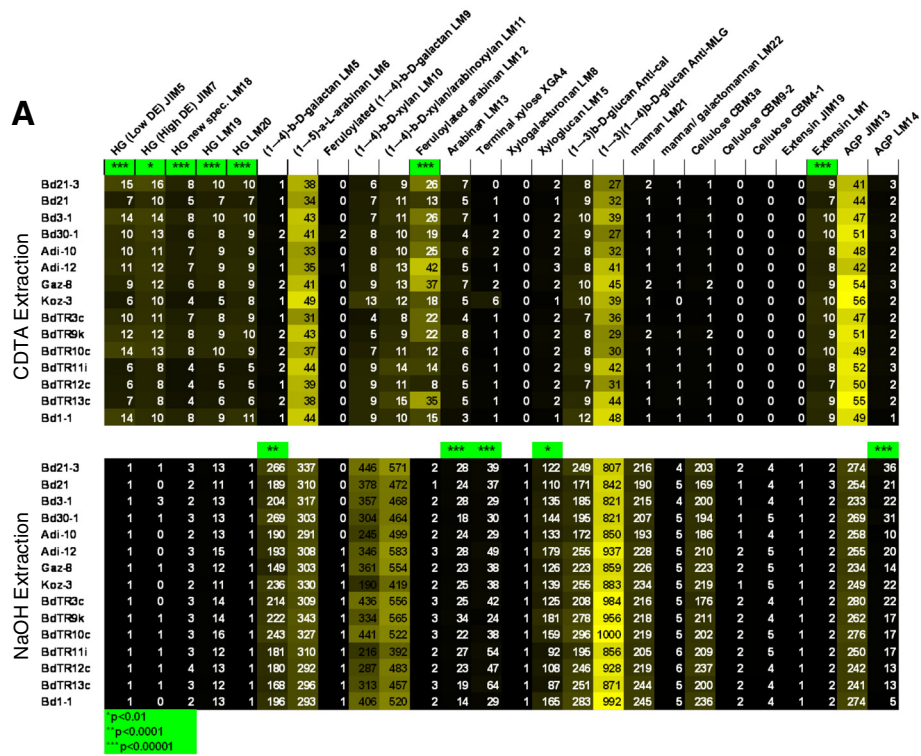 A
HG (Low DE) JIM5
HG (High DE) JIM7
HG new spec. LM18
HG LM19
HG LM20
(1—4)-b-D-galactan LM5
(1—5)-a-L-arabinan LM6
Feruloylated (1—4)-b-D-galactan LM9
(1—4)-b-D-xylan LM10
(1—4)-b-D-xylan/arabinoxylan LM11
Feruloylated arabinan LM12
Arabinan LM13
Terminal xylose XGA4
Xylogalacturonan LM8
Xyloglucan LM15
(1—3)b-D-glucan Anti-cal
(1—3)(1—4)b-D-glucan Anti-MLG
mannan LM21
mannan/ galactomannan LM22
Cellulose CBM3a
Cellulose CBM9-2
Cellulose CBM4-1
Extensin JIM19
Extensin LM1
AGP JIM13
AGP LM14
*** * *** *** *** *** ***
CDTA Extraction
Bd21-3 15 16 8 10 10 1 38 0 6 9 26 7 0 0 2 8 27 2 1 1 0 0 0 9 41 3
Bd21 7 10 5 7 7 1 34 0 7 11 13 5 1 0 1 9 32 1 1 1 0 0 0 7 44 2
Bd3-1 14 14 8 10 10 1 43 0 7 11 26 7 1 0 2 10 39 1 1 1 0 0 0 10 47 2
Bd30-1 10 13 6 8 9 2 41 2 8 10 19 4 2 0 2 9 27 1 1 1 0 0 0 10 51 3
Adi-10 10 11 7 9 9 1 33 0 8 10 25 6 2 0 2 8 32 1 1 1 0 0 0 8 48 2
Adi-12 11 12 7 9 9 1 35 1 8 13 42 5 1 0 3 8 41 1 1 1 0 0 0 8 42 2
Gaz-8 9 12 6 8 9 2 41 0 9 13 37 7 2 0 2 10 45 2 1 2 0 0 0 9 54 3
Koz-3 6 10 4 5 8 1 49 0 13 12 18 5 6 0 1 10 39 1 0 1 0 0 0 10 56 2
BdTR3c 10 11 7 8 9 1 31 0 4 8 22 4 1 0 2 9 36 1 1 1 0 0 0 10 47 2
BdTR9k 12 12 8 9 10 2 43 0 5 9 22 8 1 0 2 8 29 2 1 2 0 0 0 9 51 2
BdTR10c 14 13 8 10 9 2 37 0 7 11 12 6 1 0 2 8 30 1 1 1 0 0 0 10 49 2
BdTR11i 6 8 4 5 5 2 44 0 9 14 14 6 1 0 2 9 42 1 1 1 0 0 0 8 52 3
BdTR12c 6 8 4 5 5 1 39 0 9 11 8 5 1 0 2 7 31 1 1 1 0 0 0 7 50 2
BdTR13c 7 8 4 6 6 2 38 0 9 15 35 5 1 0 2 9 44 1 1 1 0 0 0 8 55 2
Bd1-1 14 10 8 9 11 1 44 0 10 10 15 3 1 0 2 12 48 1 1 1 0 0 0 9 49 1
** *** *** * ***
NaOH Extraction
Bd21-3 1 1 3 13 1 266 337 0 446 571 2 28 39 1 122 249 807 216 4 203 2 4 1 2 274 36
Bd21 1 0 2 11 1 189 310 0 378 472 1 24 37 1 110 171 842 190 5 169 1 4 1 3 254 21
Bd3-1 1 3 2 13 1 204 317 0 357 468 2 28 29 1 135 185 821 215 4 200 1 4 1 2 233 22
Bd30-1 1 1 2 13 1 269 303 0 304 464 2 18 30 1 144 195 821 207 5 194 1 4 1 2 269 31
Adi-10 1 0 2 13 1 190 291 0 245 499 2 24 24 1 133 172 850 193 5 186 1 4 1 2 258 10
Adi-12 1 1 2 15 1 193 308 1 346 583 3 28 49 1 179 255 937 228 5 210 2 5 1 2 255 20
Gaz-8 1 1 3 12 1 149 303 1 361 554 2 23 38 1 126 223 859 226 5 223 2 5 1 2 234 14
Koz-3 1 0 2 11 1 236 330 1 190 419 2 25 38 1 139 255 883 234 5 219 1 5 1 2 249 22
BdTR3c 1 0 3 14 1 214 309 1 436 556 3 25 42 1 125 208 984 226 6 176 2 4 1 2 280 22
BdTR9k 1 1 3 14 1 222 343 1 334 565 3 34 24 1 181 278 956 218 5 211 2 4 1 2 262 17
BdTR10c 1 1 3 16 1 243 327 1 441 522 3 22 38 1 159 296 1000 219 5 202 2 5 1 2 276 17
BdTR11i 1 1 3 12 1 181 310 1 216 392 2 27 54 1 92 195 856 205 6 209 2 5 1 2 250 17
BdTR12c 1 1 4 13 1 180 292 1 287 483 2 23 47 1 108 246 928 219 6 237 2 4 1 2 242 13
BdTR13c 1 1 3 12 1 168 296 1 313 457 3 19 64 1 87 251 871 244 5 200 2 4 1 2 241 13
Bd1-1 1 0 2 13 1 196 293 1 406 520 2 14 29 1 165 283 992 245 5 236 2 4 1 2 274 5
*p<0.01
**p<0.0001
***p<0.00001